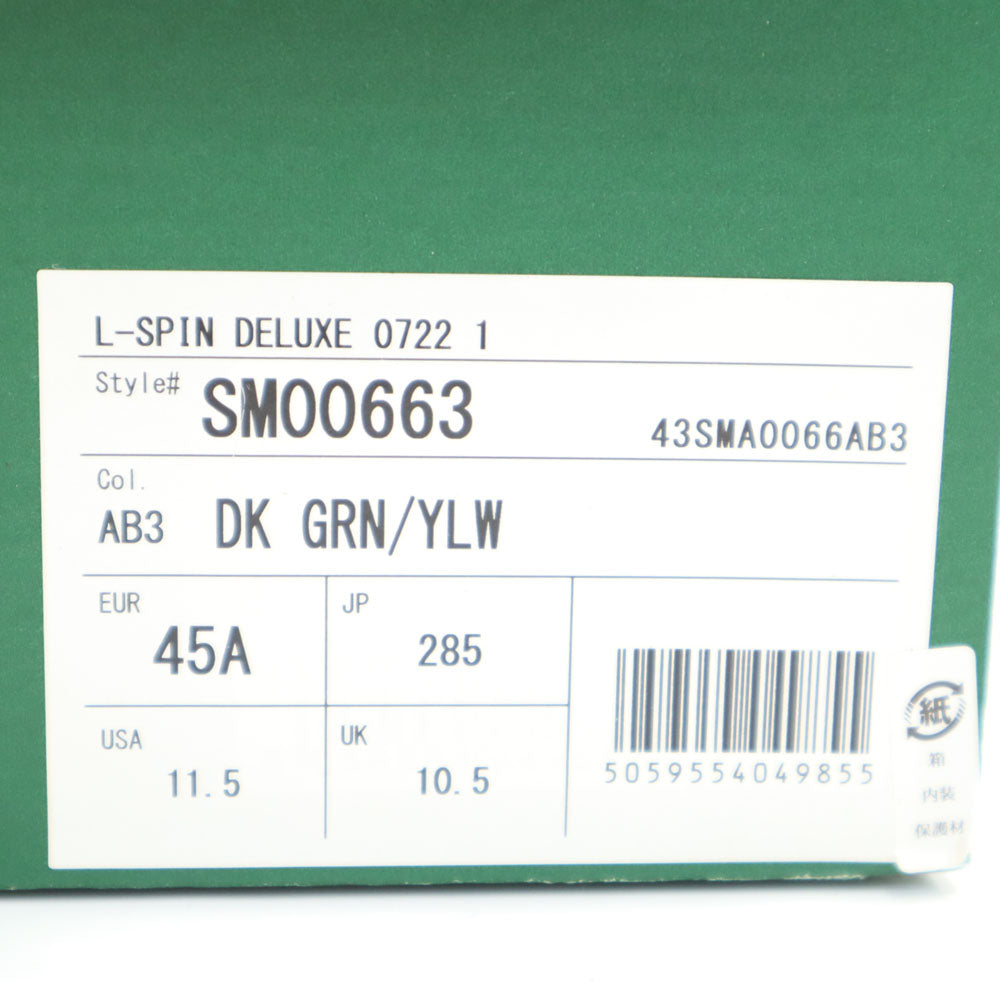 L-SPIN DELUXE 0722 1
Style# SM00663 43SMA0066AB3
Col.
AB3 DK GRN/YLW
EUR 45A
JP 285
USA 11.5
UK 10.5
5059554049855
紙
箱
内装
保護材